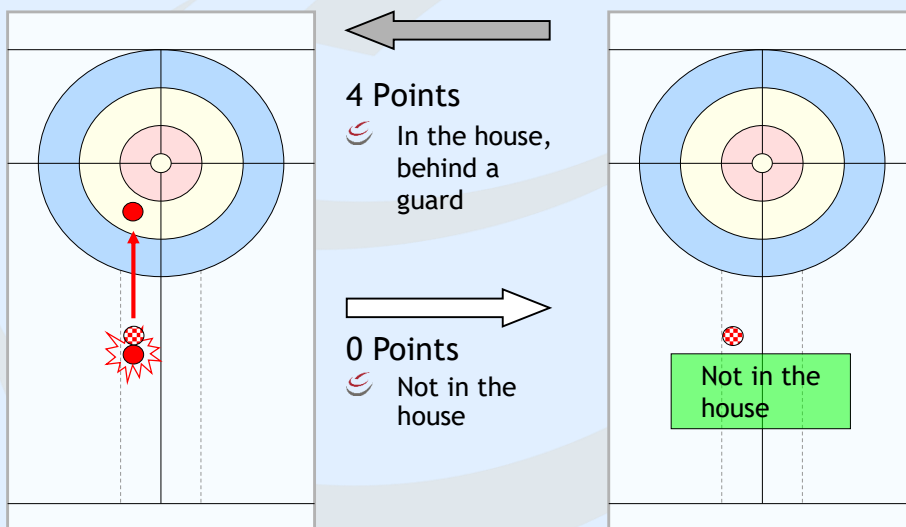 4 Points
In the house,
behind a
guard
0 Points
Not in the
house
Not in the
house